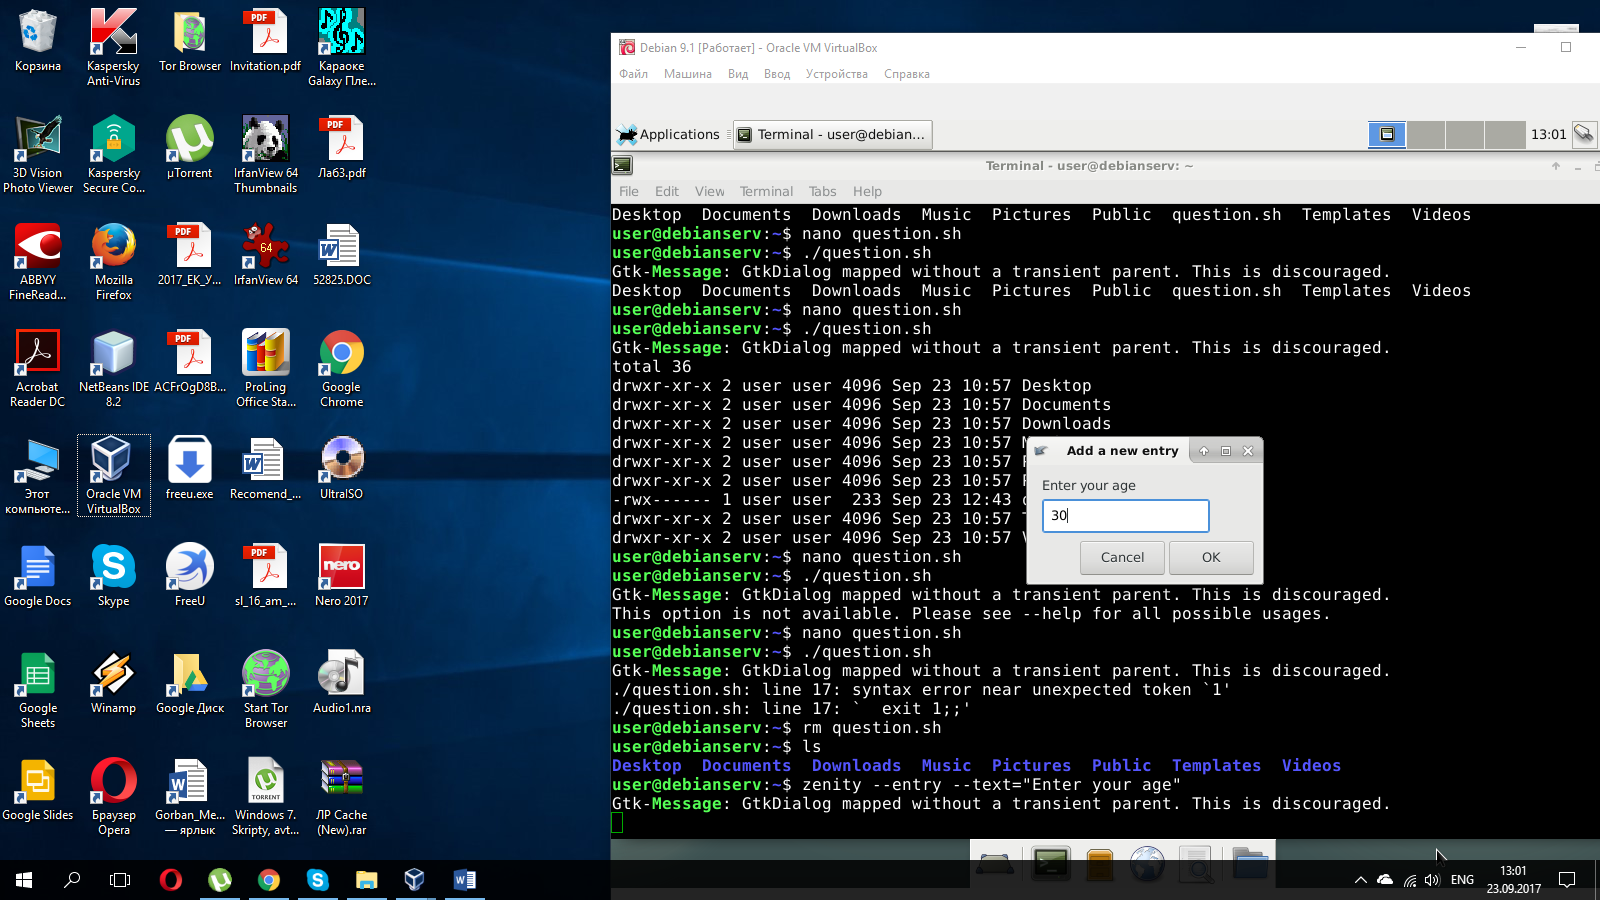 Корзина
Kaspersky
Anti-Virus
Tor Browser
Invitation.pdf
Караоке
Galaxy Пле...
3D Vision
Photo Viewer
Kaspersky
Secure Co...
µTorrent
IrfanView 64
Thumbnails
Ла63.pdf
ABBYY
FineRead...
Mozilla
Firefox
2017_EK_У...
IrfanView 64
52825.DOC
Acrobat
Reader DC
NetBeans IDE
8.2
ACFrOgD8B...
ProLing
Office Sta...
Google
Chrome
Этот
компьюте...
Oracle VM
VirtualBox
freeu.exe
Recomend_...
UltraISO
Google Docs
Skype
FreeU
sl_16_am_...
Nero 2017
Google
Sheets
Winamp
Google Диск
Start Tor
Browser
Audio1.nra
Google Slides
Браузер
Opera
Gorban_Me...
— ярлык
Windows 7.
Skripty, avt...
ЛР Cache
(New).rar
Debian 9.1 [Работает] - Oracle VM VirtualBox
Файл Машина Вид Ввод Устройства Справка
Applications Terminal - user@debian... 13:01
Terminal - user@debianserv: ~
File Edit View Terminal Tabs Help
Desktop Documents Downloads Music Pictures Public question.sh Templates Videos
user@debianserv:~$ nano question.sh
user@debianserv:~$ ./question.sh
Gtk-Message: GtkDialog mapped without a transient parent. This is discouraged.
Desktop Documents Downloads Music Pictures Public question.sh Templates Videos
user@debianserv:~$ nano question.sh
user@debianserv:~$ ./question.sh
Gtk-Message: GtkDialog mapped without a transient parent. This is discouraged.
total 36
drwxr-xr-x 2 user user 4096 Sep 23 10:57 Desktop
drwxr-xr-x 2 user user 4096 Sep 23 10:57 Documents
drwxr-xr-x 2 user user 4096 Sep 23 10:57 Downloads
drwxr-xr-x 2 user user 4096 Sep 23 10:57
drwxr-xr-x 2 user user 4096 Sep 23 10:57
drwxr-xr-x 2 user user 4096 Sep 23 10:57
-rwx------ 1 user user 233 Sep 23 12:43
drwxr-xr-x 2 user user 4096 Sep 23 10:57
drwxr-xr-x 2 user user 4096 Sep 23 10:57
user@debianserv:~$ nano question.sh
user@debianserv:~$ ./question.sh
Gtk-Message: GtkDialog mapped without a transient parent. This is discouraged.
This option is not available. Please see --help for all possible usages.
user@debianserv:~$ nano question.sh
user@debianserv:~$ ./question.sh
Gtk-Message: GtkDialog mapped without a transient parent. This is discouraged.
./question.sh: line 17: syntax error near unexpected token `1'
./question.sh: line 17: `  exit 1;;'
user@debianserv:~$ rm question.sh
user@debianserv:~$ ls
Desktop Documents Downloads Music Pictures Public Templates Videos
user@debianserv:~$ zenity --entry --text="Enter your age"
Gtk-Message: GtkDialog mapped without a transient parent. This is discouraged.
Add a new entry
Enter your age
30
Cancel OK
ENG
13:01
23.09.2017